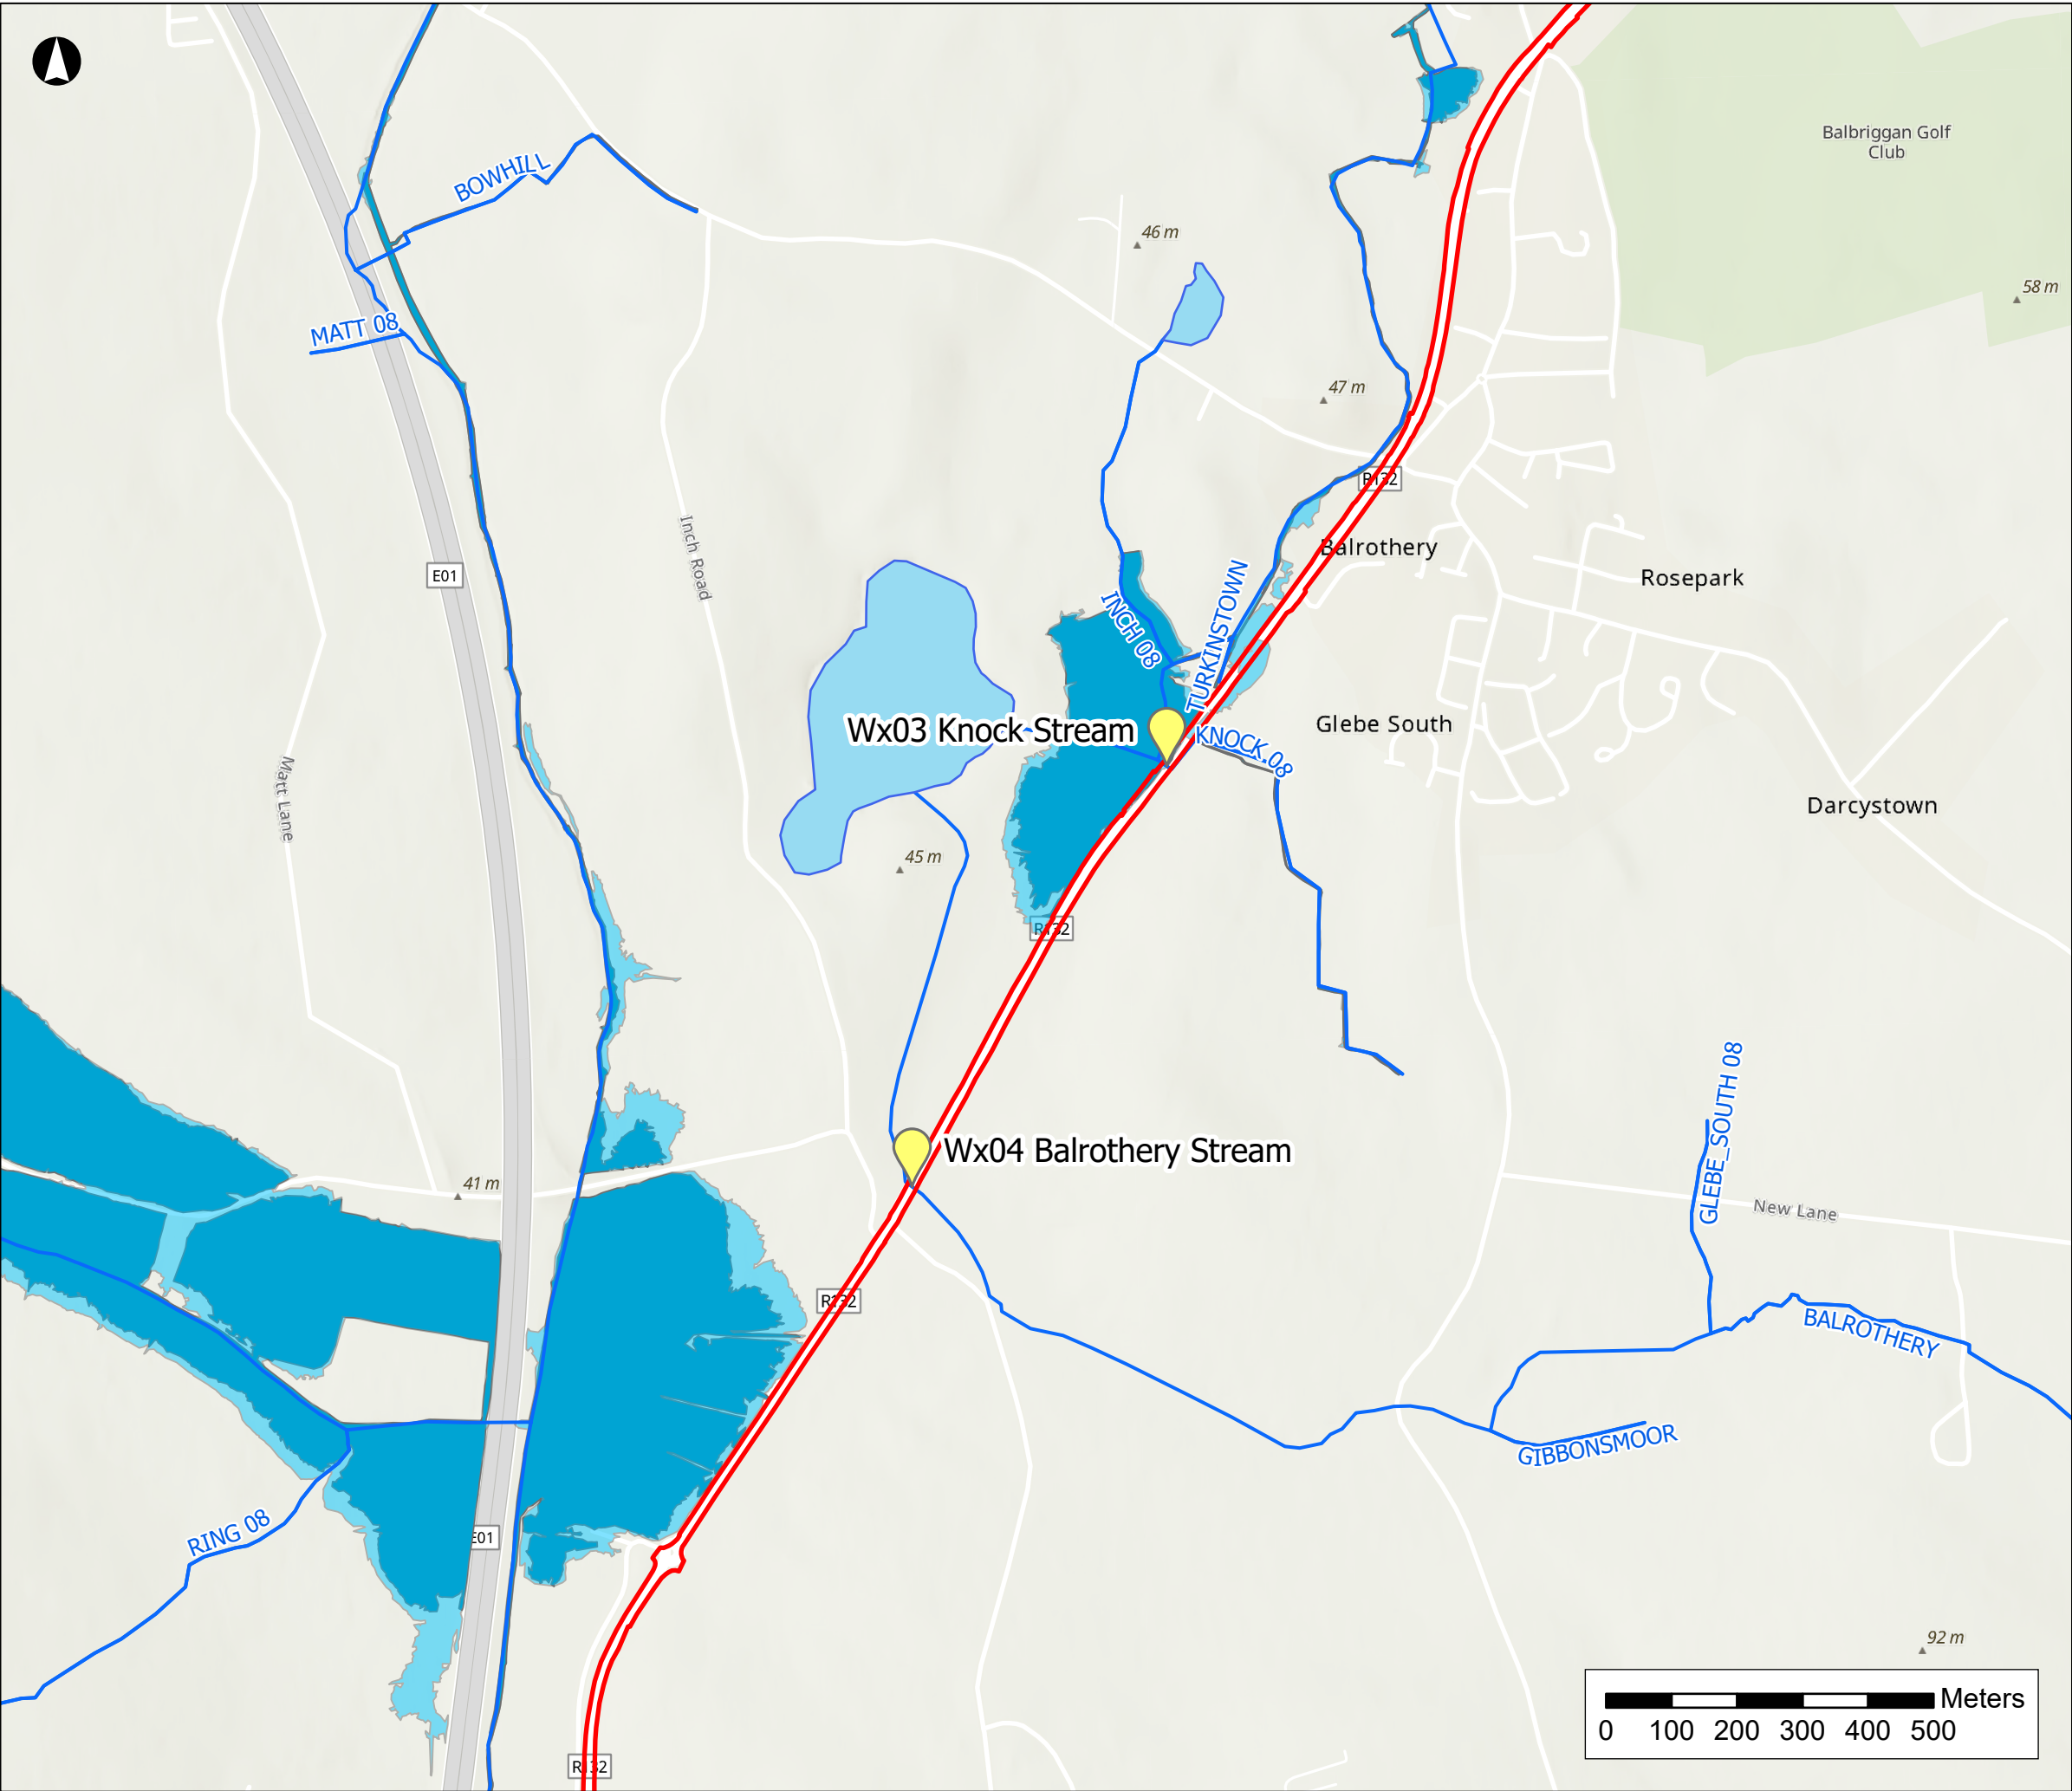 Balbriggan Golf
Club
BOWHILL
46 m
58 m
MATT 08
47 m
R132
Inch Road
Balrothery
E01
Rosepark
INCH 08
TURKINSTOWN
Wx03 Knock Stream
KNOCK 08
Glebe South
Matt Lane
Darcystown
45 m
R132
GLEBE_SOUTH 08
Wx04 Balrothery Stream
41 m
New Lane
R132
BALROTHERY
GIBBONSMOOR
RING 08
E01
92 m
Meters
0 100 200 300 400 500
R132